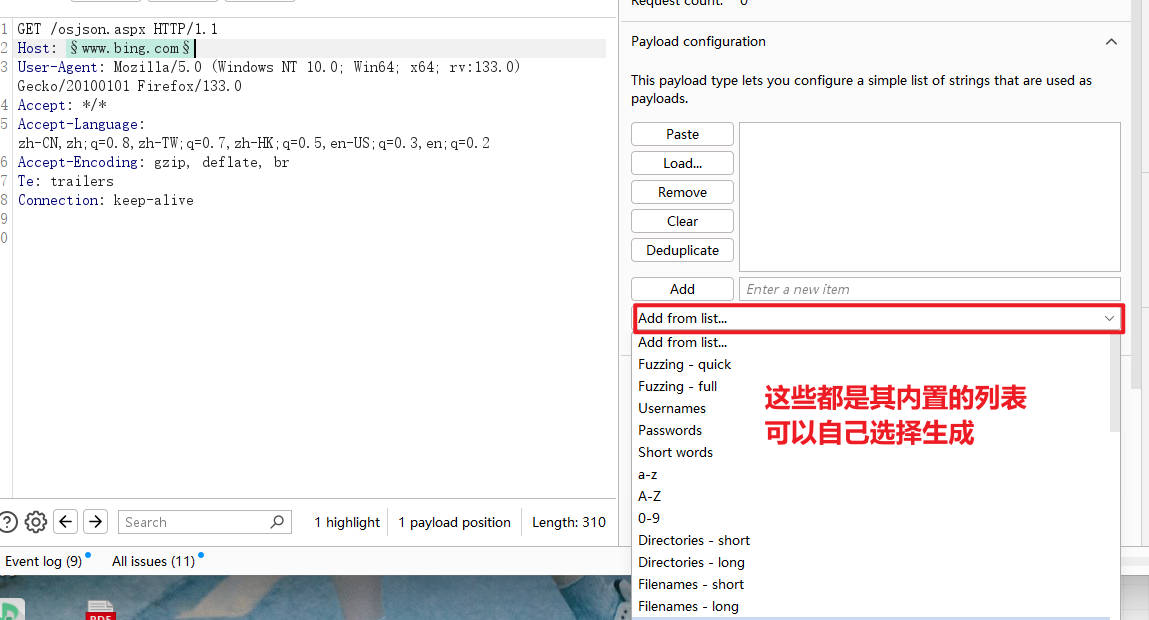 Request count: 0
1 GET /osjson.aspx HTTP/1.1
2 Host: §www.bing.com§
3 User-Agent: Mozilla/5.0 (Windows NT 10.0; Win64; x64; rv:133.0)
Gecko/20100101 Firefox/133.0
4 Accept: */*
5 Accept-Language:
zh-CN,zh;q=0.8,zh-TW;q=0.7,zh-HK;q=0.5,en-US;q=0.3,en;q=0.2
6 Accept-Encoding: gzip, deflate, br
7 Te: trailers
8 Connection: keep-alive
9
0
? Search
1 highlight
1 payload position
Length: 310
Event log (9)
All issues (11)
Payload configuration
This payload type lets you configure a simple list of strings that are used as
payloads.
Paste
Load...
Remove
Clear
Deduplicate
Add
Enter a new item
Add from list...
Add from list...
Fuzzing - quick
Fuzzing - full
Usernames
Passwords
Short words
a-z
A-Z
0-9
Directories - short
Directories - long
Filenames - short
Filenames - long
这些都是其内置的列表
可以自己选择生成
PDF